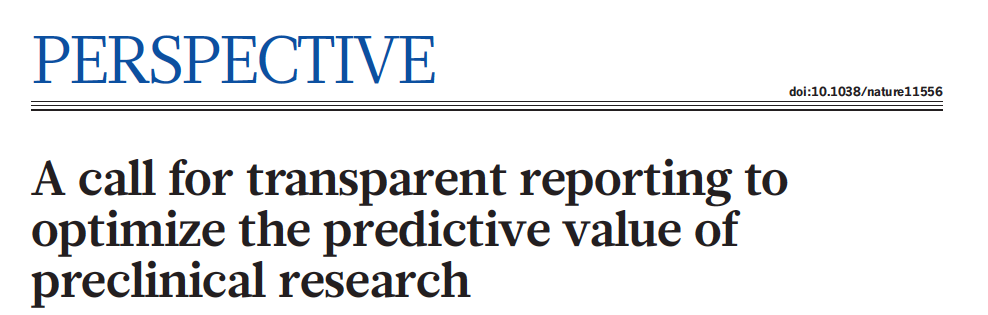 PERSPECTIVE
doi:10.1038/nature11556
A call for transparent reporting to
optimize the predictive value of
preclinical research